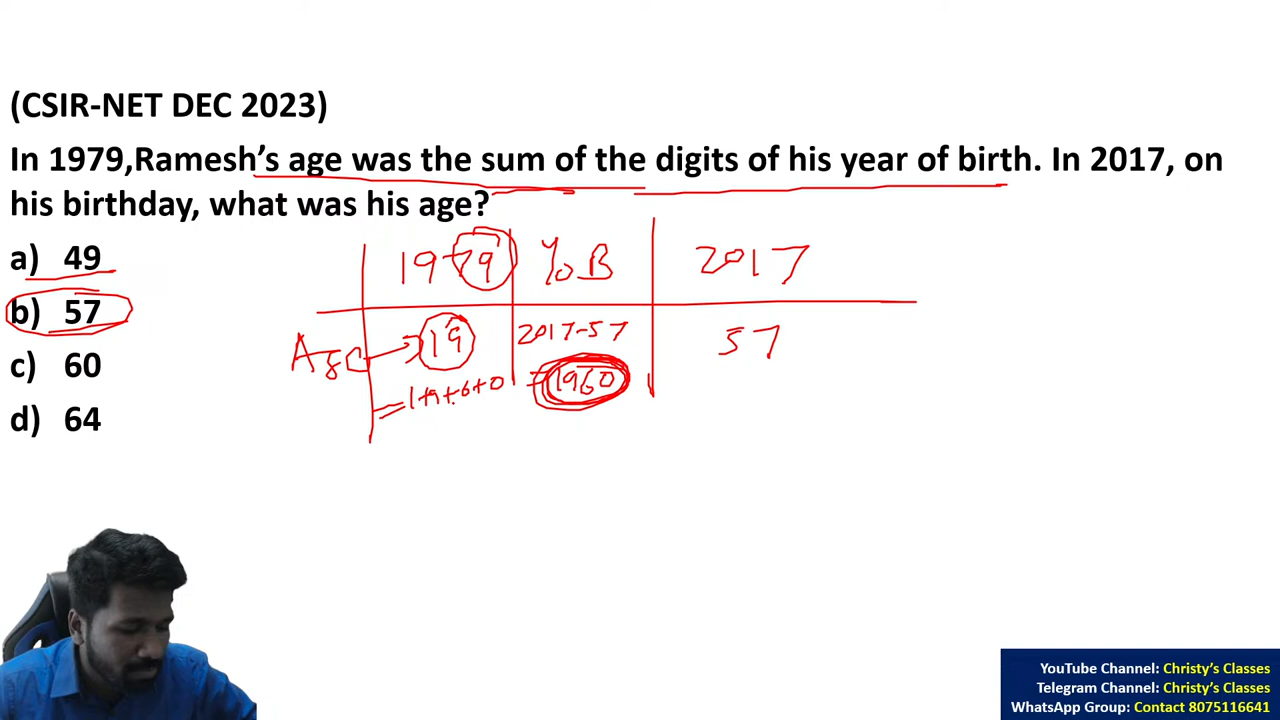 (CSIR-NET DEC 2023)
In 1979,Ramesh’s age was the sum of the digits of his year of birth. In 2017, on
his birthday, what was his age?
a) 49
b) 57
c) 60
d) 64
1979 YoB 2017
Age 19 2017-57 57
=1+9+6+0 =1960
YouTube Channel: Christy’s Classes
Telegram Channel: Christy’s Classes
WhatsApp Group: Contact 8075116641